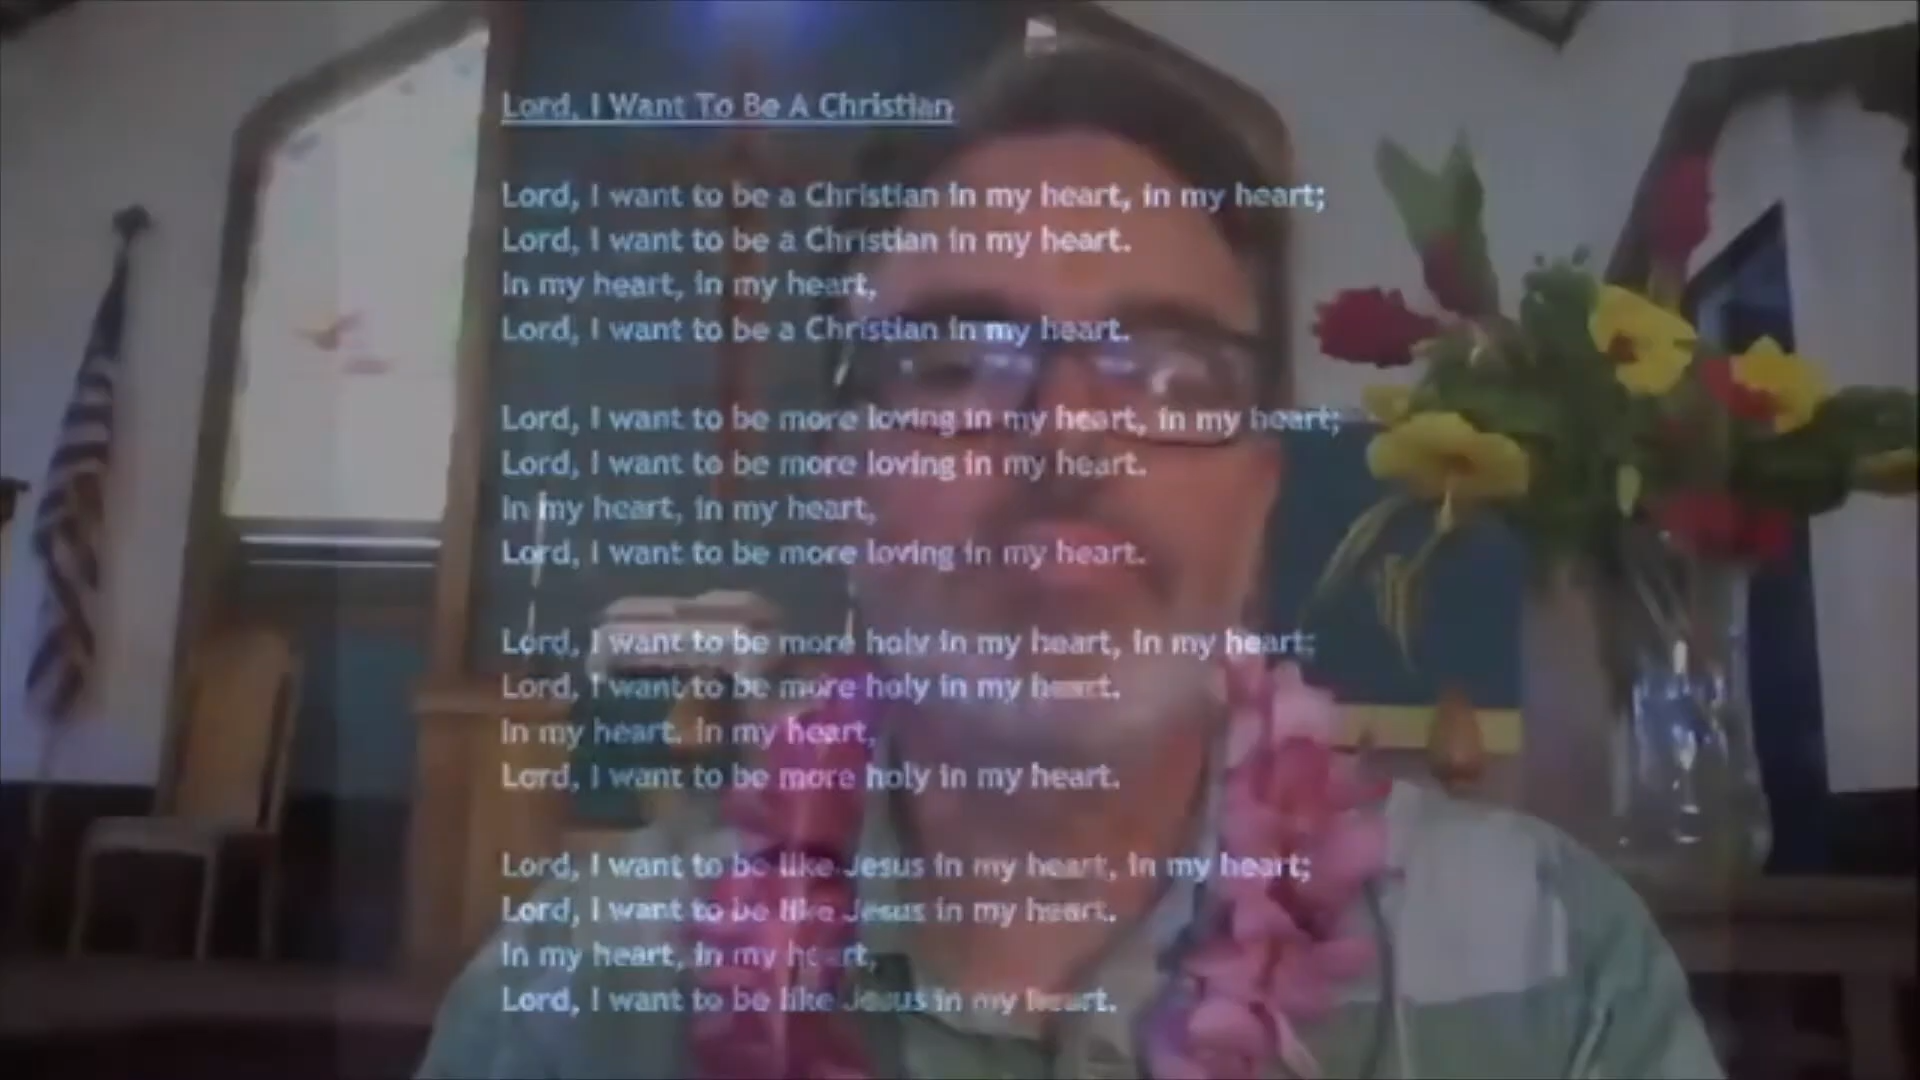 Lord, I Want To Be A Christian
Lord, I want to be a Christian in my heart, in my heart;
Lord, I want to be a Christian in my heart.
In my heart, in my heart,
Lord, I want to be a Christian in my heart.
Lord, I want to be more loving in my heart, in my heart;
Lord, I want to be more loving in my heart.
In my heart, in my heart,
Lord, I want to be more loving in my heart.
Lord, I want to be more holy in my heart, in my heart;
Lord, I want to be more holy in my heart.
In my heart, in my heart,
Lord, I want to be more holy in my heart.
Lord, I want to be like Jesus in my heart, in my heart;
Lord, I want to be like Jesus in my heart.
In my heart, in my heart,
Lord, I want to be like Jesus in my heart.